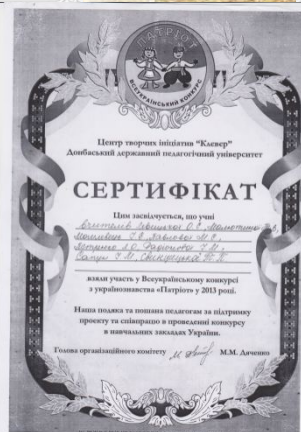 ПАТРІОТ
ВСЕУКРАЇНСЬКИЙ КОНКУРС
Центр творчих ініціатив "Клевер"
Донбаський державний педагогічний університет
СЕРТИФІКАТ
Цим засвідчується, що учні
вчителів
взяли участь у Всеукраїнському конкурсі
з українознавства «Патріот» у 2013 році.
Наша подяка та пошана педагогам за підтримку
проєкту та співпрацю в проведенні конкурсу
в навчальних закладах України.
Голова організаційного комітету М.М. Дяченко